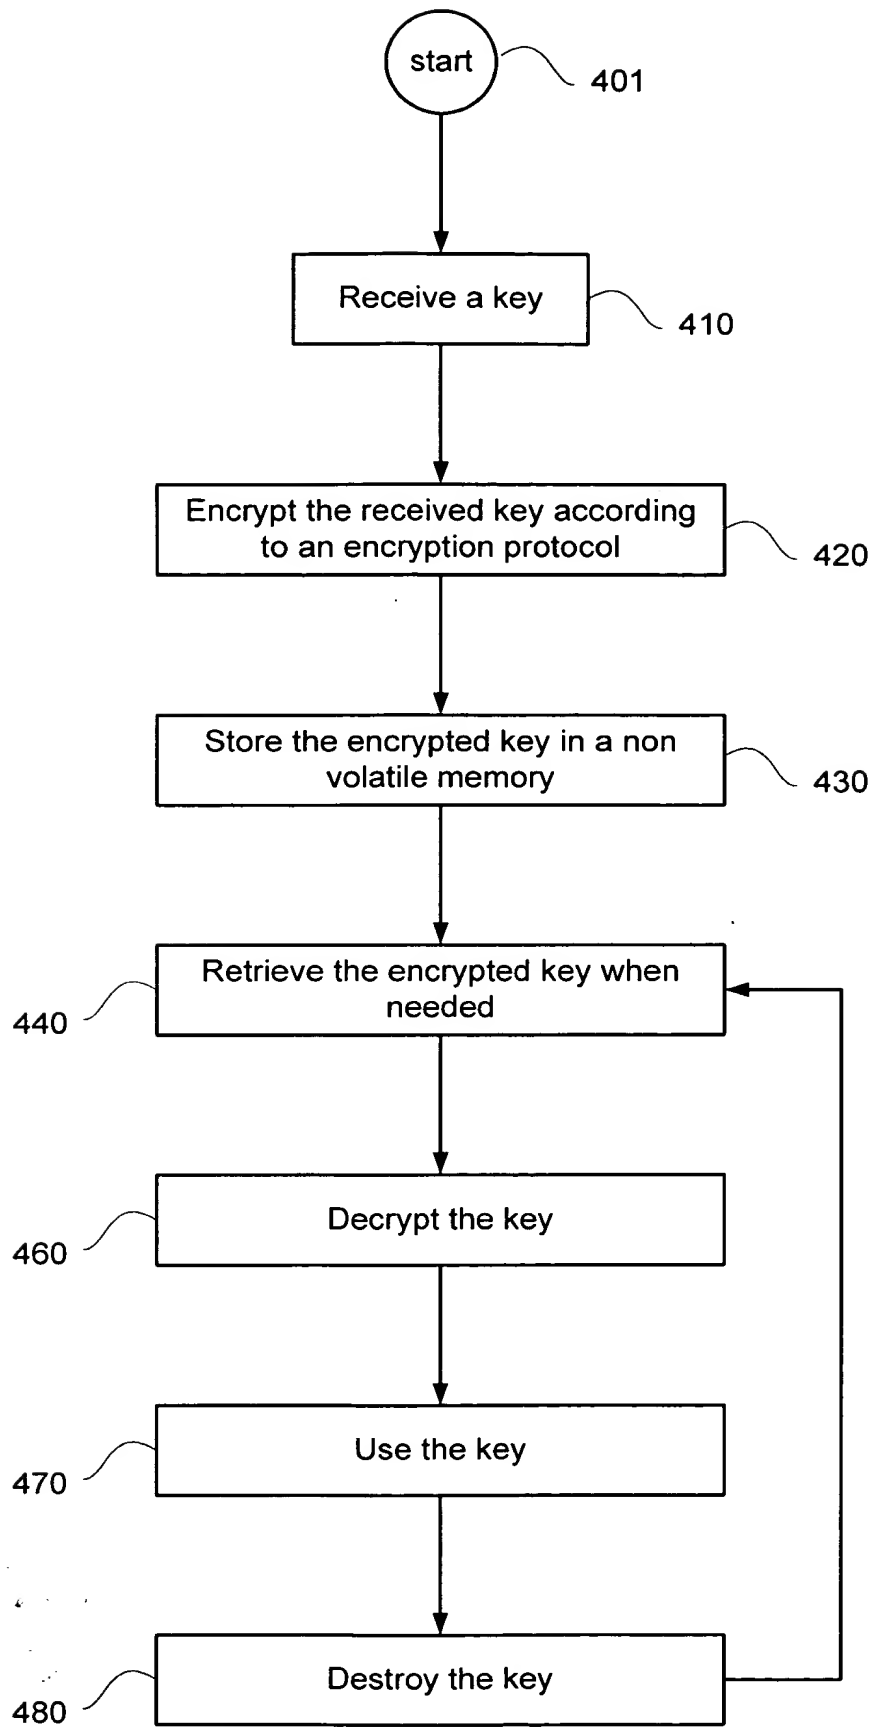 start
401
Receive a key
410
Encrypt the received key according
to an encryption protocol
420
Store the encrypted key in a non
volatile memory
430
Retrieve the encrypted key when
needed
440
Decrypt the key
460
Use the key
470
Destroy the key
480